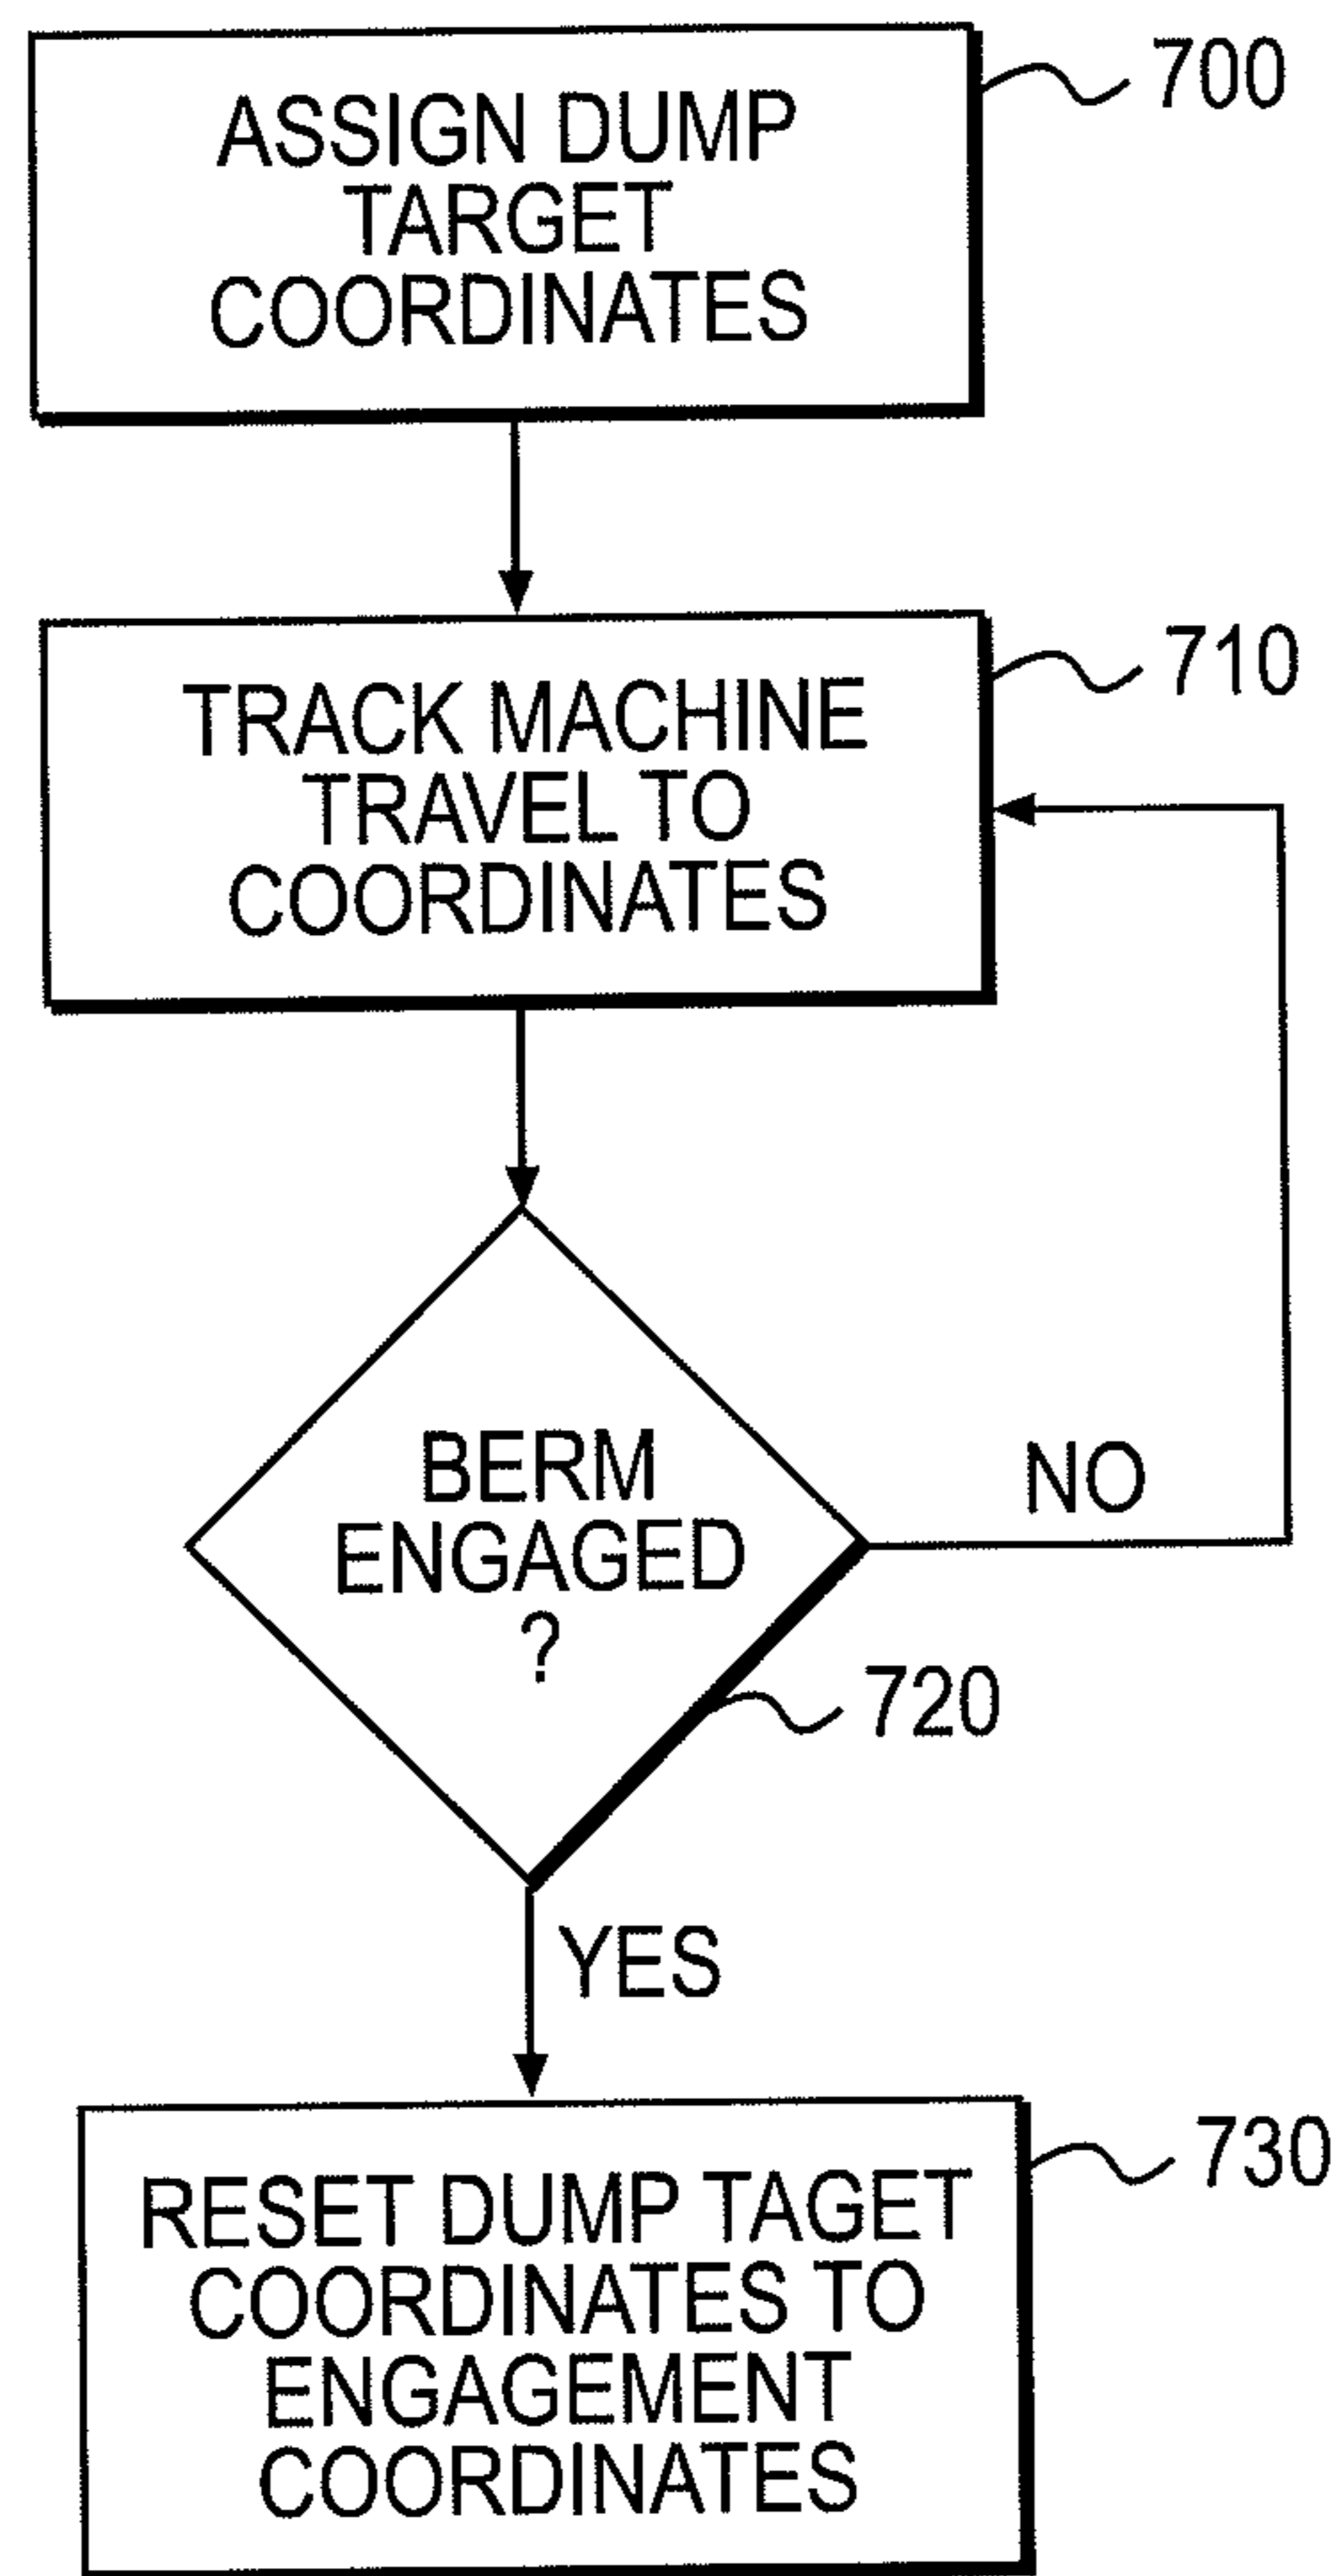 ASSIGN DUMP
TARGET
COORDINATES
700
TRACK MACHINE
TRAVEL TO
COORDINATES
710
BERM
ENGAGED
?
NO
720
YES
RESET DUMP TAGET
COORDINATES TO
ENGAGEMENT
COORDINATES
730